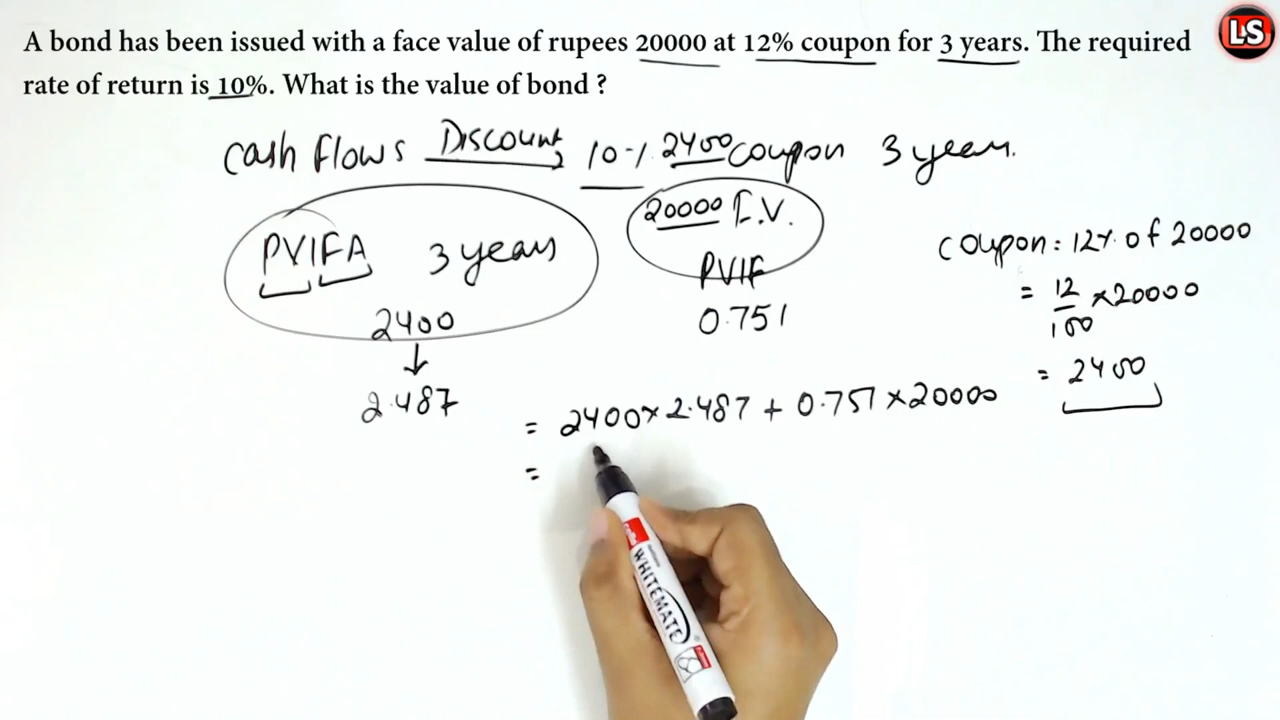 A bond has been issued with a face value of rupees 20000 at 12% coupon for 3 years. The required
rate of return is 10%. What is the value of bond ?
LS
cash flows Discount 10% 2400 coupon 3 years.
20000 F.V.
PVIFA 3 years
PVIF
2400
0.751
2.487
coupon: 12% of 20000
= 12/100 × 20000
= 2400
= 2400 × 2.487 + 0.751 × 20000
=
WHITEMATE